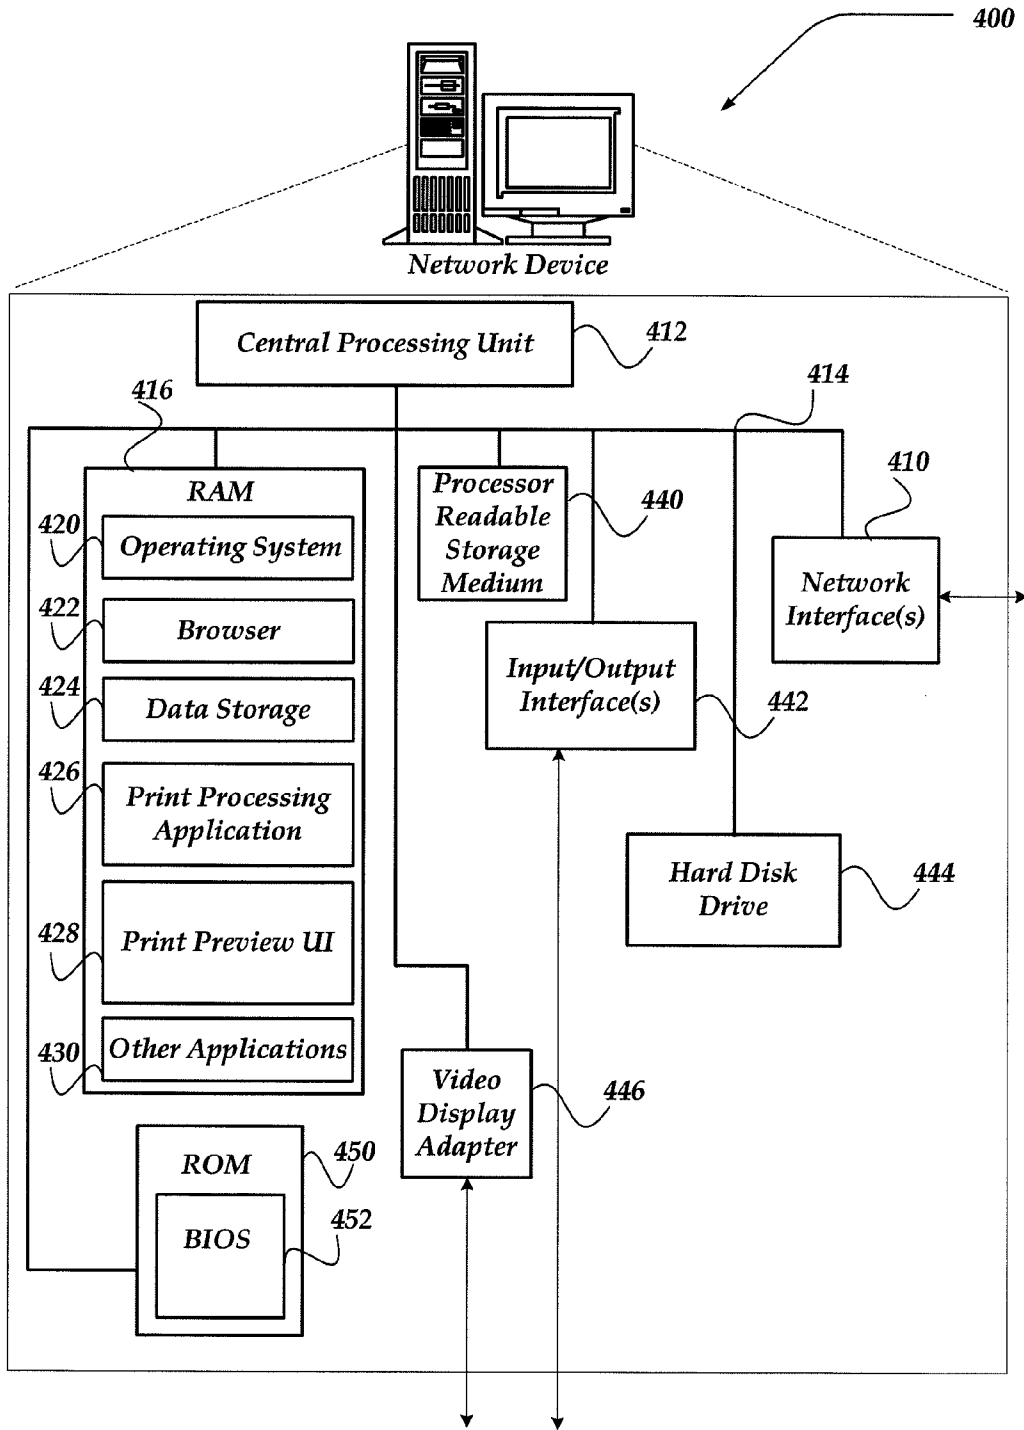 400
Network Device
Central Processing Unit
412
416
414
RAM
420
Operating System
422
Browser
424
Data Storage
426
Print Processing
Application
428
Print Preview UI
430
Other Applications
Processor
Readable
Storage
Medium
440
410
Network
Interface(s)
Input/Output
Interface(s)
442
Hard Disk
Drive
444
Video
Display
Adapter
446
ROM
450
BIOS
452